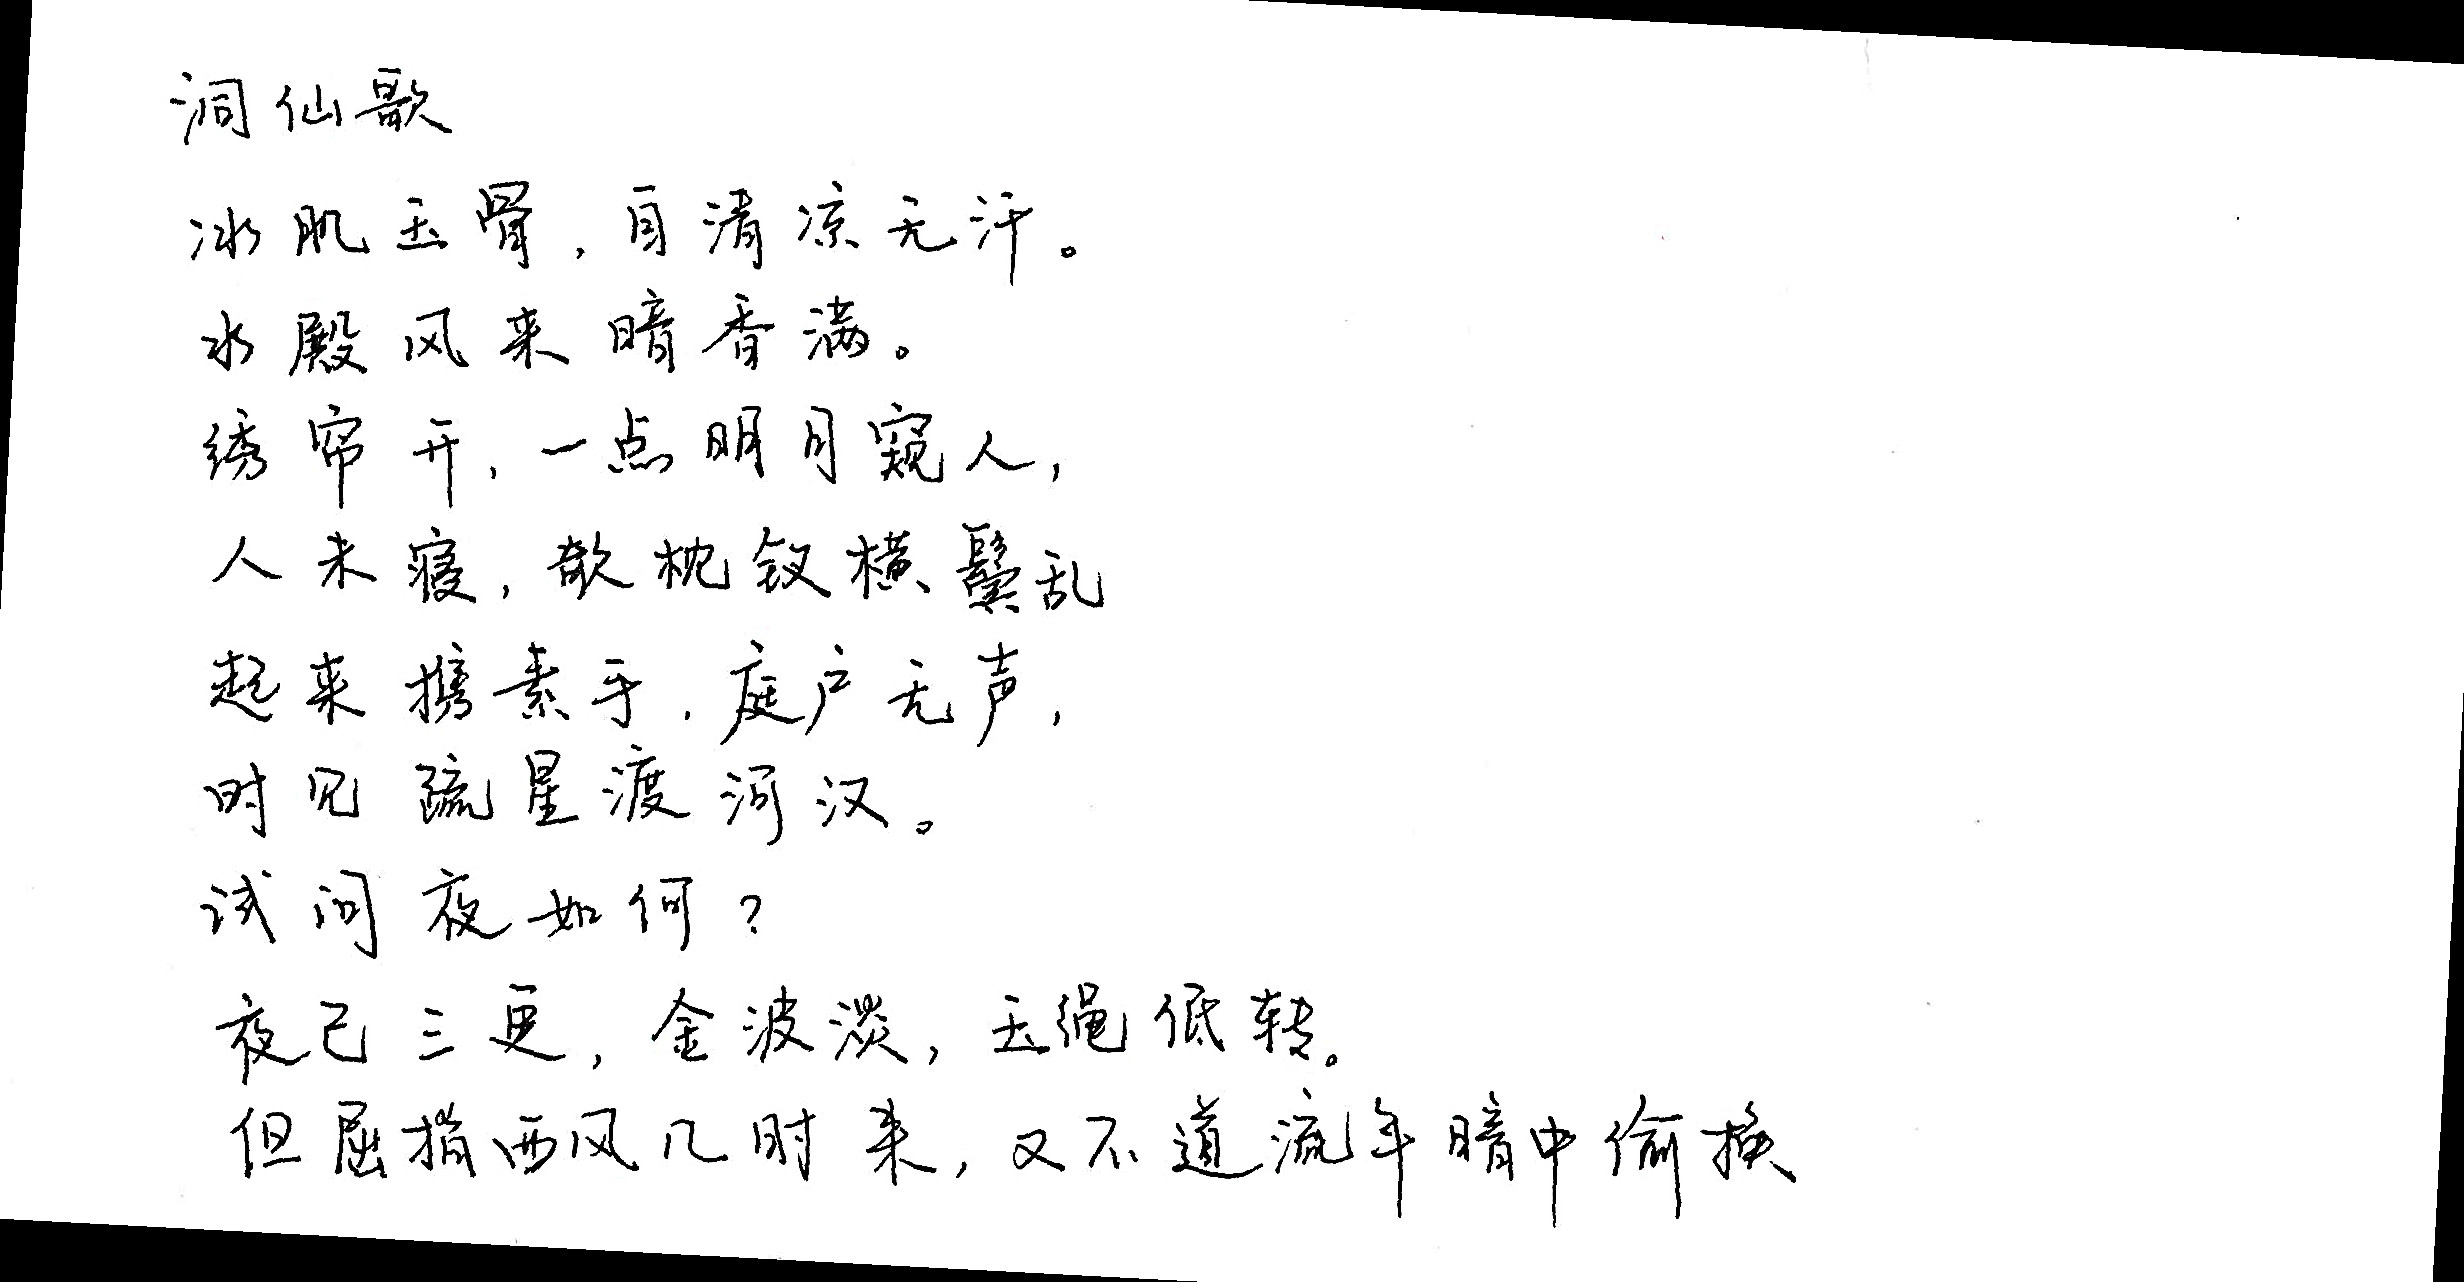 洞仙歌
冰肌玉骨，自清凉无汗。
水殿风来暗香满。
绣帘开，一点明月窥人，
人未寝，欹枕钗横鬓乱
起来携素手，庭户无声，
时见疏星渡河汉。
试问夜如何？
夜已三更，金波淡，玉绳低转。
但屈指西风几时来，又不道流年暗中偷换